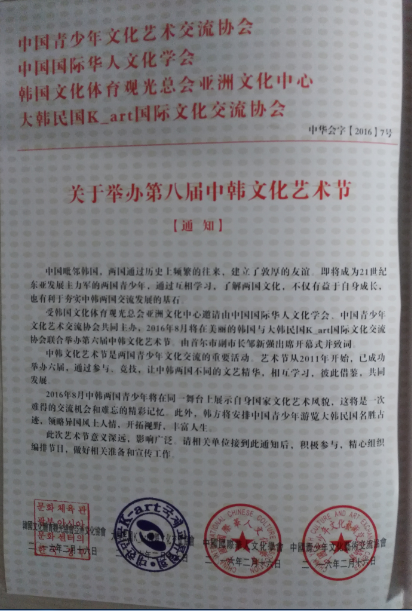 中国青少年文化艺术交流协会
中国国际华人文化学会
韩国文化体育观光总会亚洲文化中心
大韩民国K_art国际文化交流协会
中华会字【2016】7号
关于举办第八届中韩文化艺术节
【通 知】
中国毗邻韩国，两国通过历史上频繁的往来，建立了敦厚的友谊。即将成为21世纪
东亚发展主力军的两国青少年，通过互相学习，了解两国文化，不仅有益于自身成长，
也有利于夯实中韩两国交流发展的基石。
受韩国文化体育观光总会亚洲文化中心邀请由中国国际华人文化学会、中国青少年
文化艺术交流协会共同主办，2016年8月将在美丽的韩国与大韩民国K_art国际文化交流
协会联合举办第六届中韩文化艺术节。由首尔市副市长邹新强出席开幕式并致词。
中韩文化艺术节是两国青少年文化交流的重要活动。艺术节从2011年开始，已成功
举办六届，通过参与、竞技，让中韩两国不同的文艺精华，相互学习，彼此借鉴，共同
发展。
2016年8月中韩两国青少年将在同一舞台上展示自身国家文化艺术风貌，这将是一次
难得的交流机会和难忘的精彩记忆。此外，韩方将安排中国青少年游览大韩民国名胜古
迹，领略异国风土人情，开拓视野，丰富人生。
此次艺术节意义深远，影响广泛。请相关单位接到此通知后，积极参与，精心组织
编排节目，做好相关准备和宣传工作。
二〇一六年二月十六日